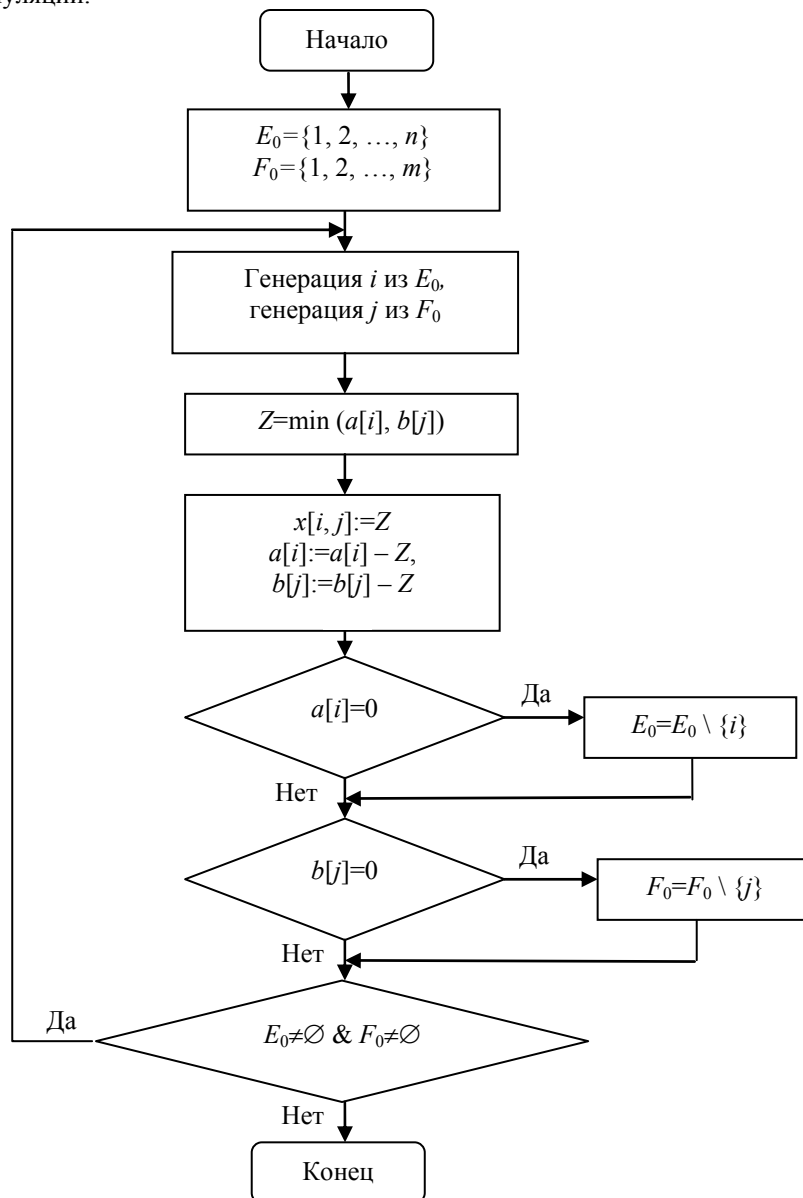 Начало
E₀={1, 2, …, n}
F₀={1, 2, …, m}
Генерация i из E₀,
генерация j из F₀
Z=min (a[i], b[j])
x[i, j]:=Z
a[i]:=a[i] – Z,
b[j]:=b[j] – Z
a[i]=0
Да
E₀=E₀ \ {i}
Нет
b[j]=0
Да
F₀=F₀ \ {j}
Нет
Да
E₀≠∅ & F₀≠∅
Нет
Конец